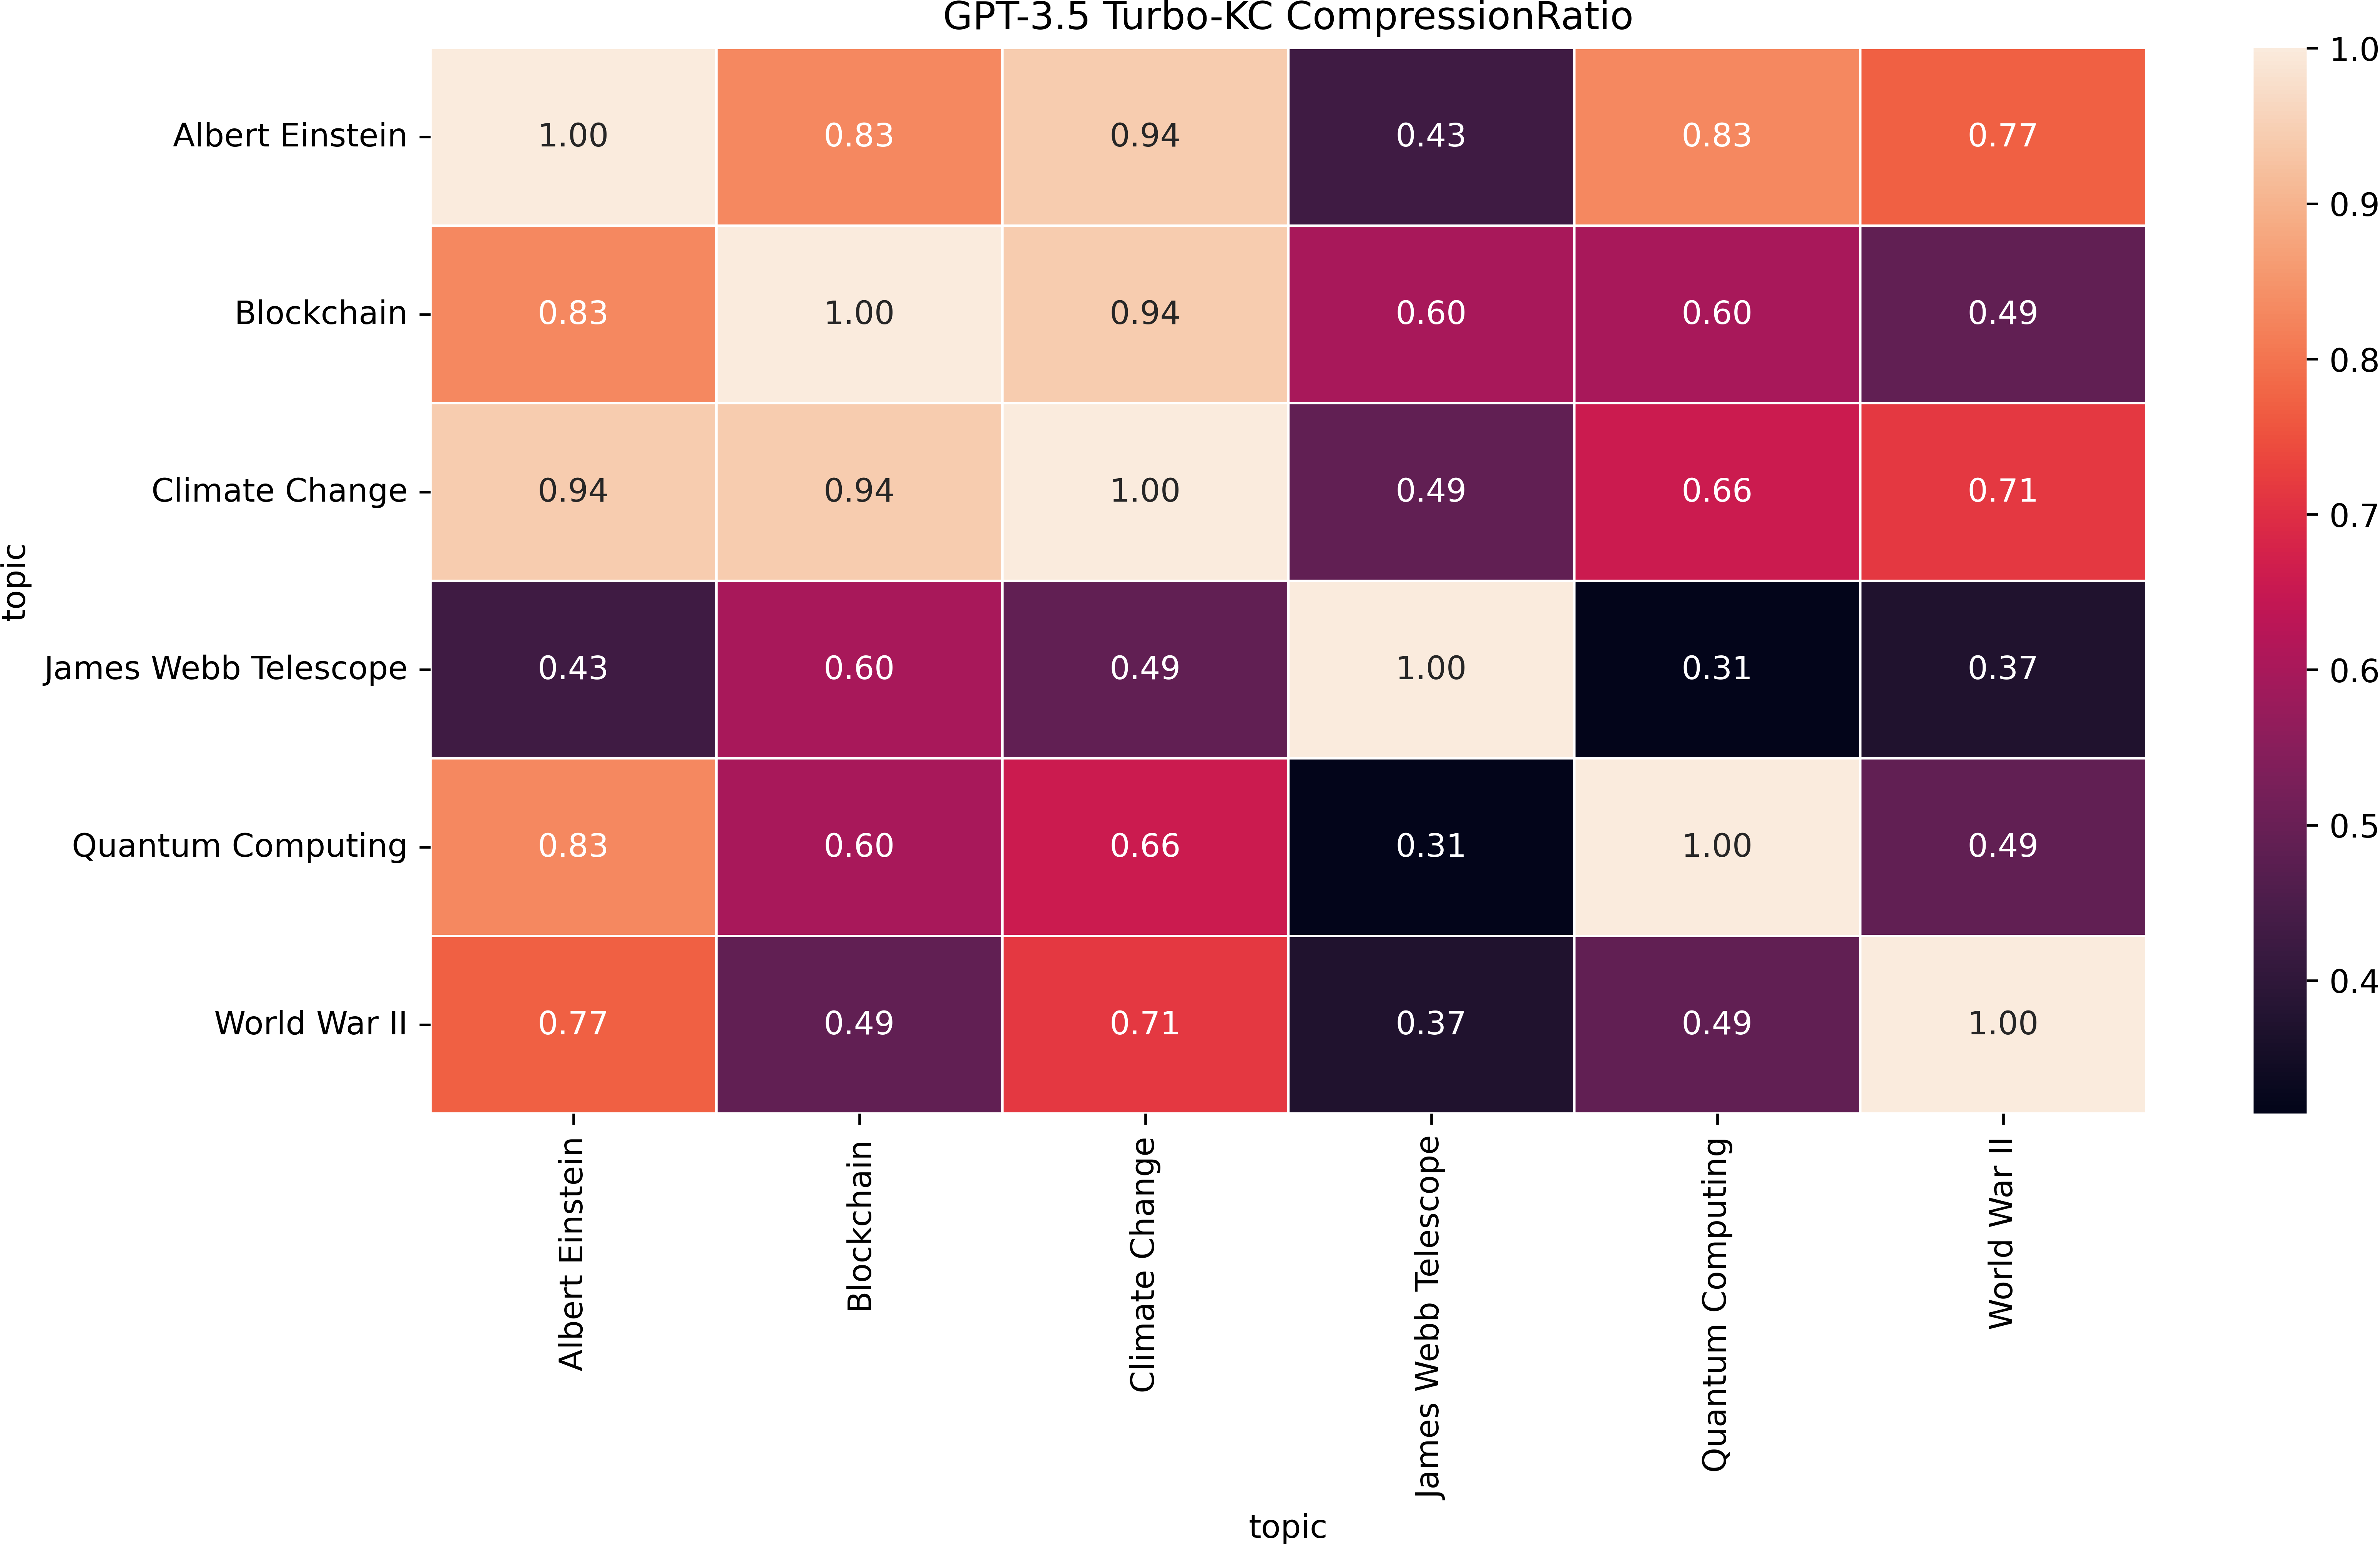 GPT-3.5 Turbo-KC CompressionRatio
Albert Einstein 1.00 0.83 0.94 0.43 0.83 0.77
Blockchain 0.83 1.00 0.94 0.60 0.60 0.49
Climate Change 0.94 0.94 1.00 0.49 0.66 0.71
James Webb Telescope 0.43 0.60 0.49 1.00 0.31 0.37
Quantum Computing 0.83 0.60 0.66 0.31 1.00 0.49
World War II 0.77 0.49 0.71 0.37 0.49 1.00
topic
Albert Einstein
Blockchain
Climate Change
James Webb Telescope
Quantum Computing
World War II
topic
1.0
0.9
0.8
0.7
0.6
0.5
0.4